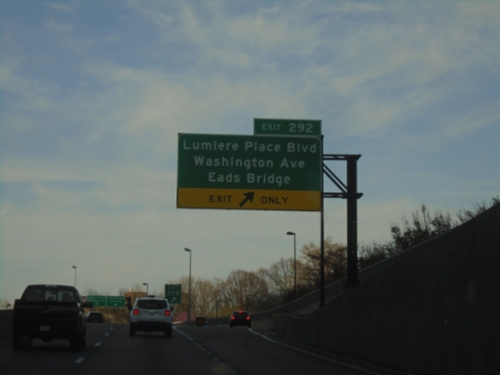 EXIT 292
Lumiere Place Blvd
Washington Ave
Eads Bridge
EXIT ONLY